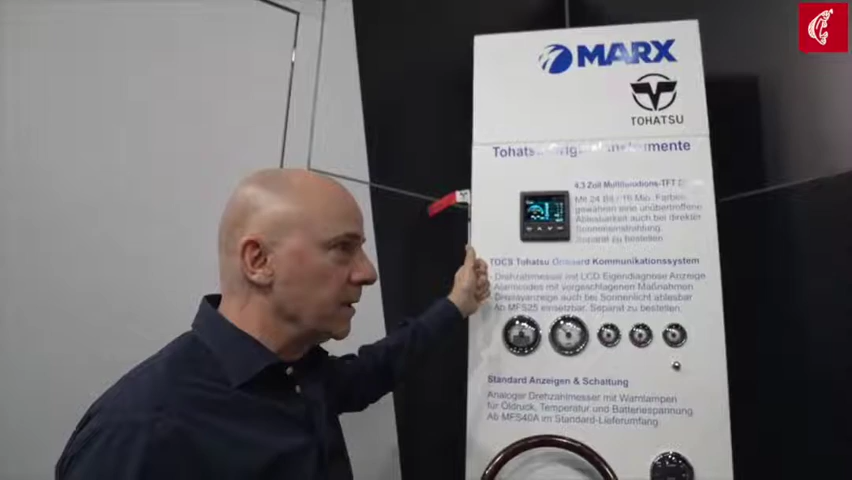 MARX
TOHATSU
Tohatsu Original Instrumente
4.3 Zoll Multifunktions-TFT
Mit 24 Bit / 16 Mio. Farben
gewähren eine unübertroffene
Ablesbarkeit auch bei direkter
Sonneneinstrahlung.
Separat zu bestellen.
TOCS Tohatsu Onboard Kommunikationssystem
Drehzahlmesser mit LCD Eigendiagnose Anzeige
Alarmcodes mit vorgeschlagenen Maßnahmen
Displayanzeige auch bei Sonnenlicht ablesbar
Ab MFS25 einsetzbar. Separat zu bestellen.
Standard Anzeigen & Schaltung
Analoger Drehzahlmesser mit Warnlampen
für Öldruck, Temperatur und Batteriespannung
Ab MFS40A im Standardlieferumfang